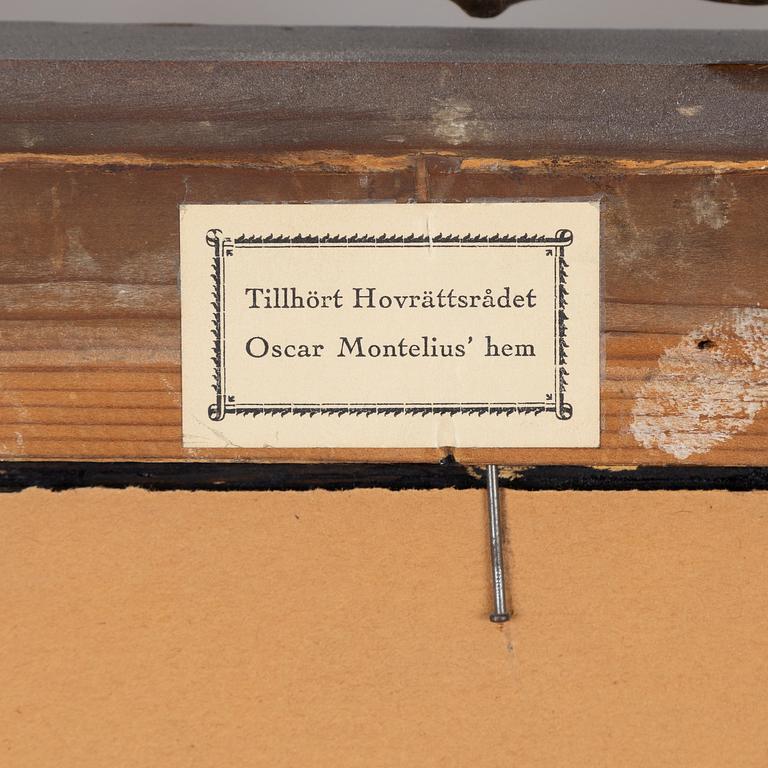 Tillhört Hovrättsrådet
Oscar Montelius’ hem